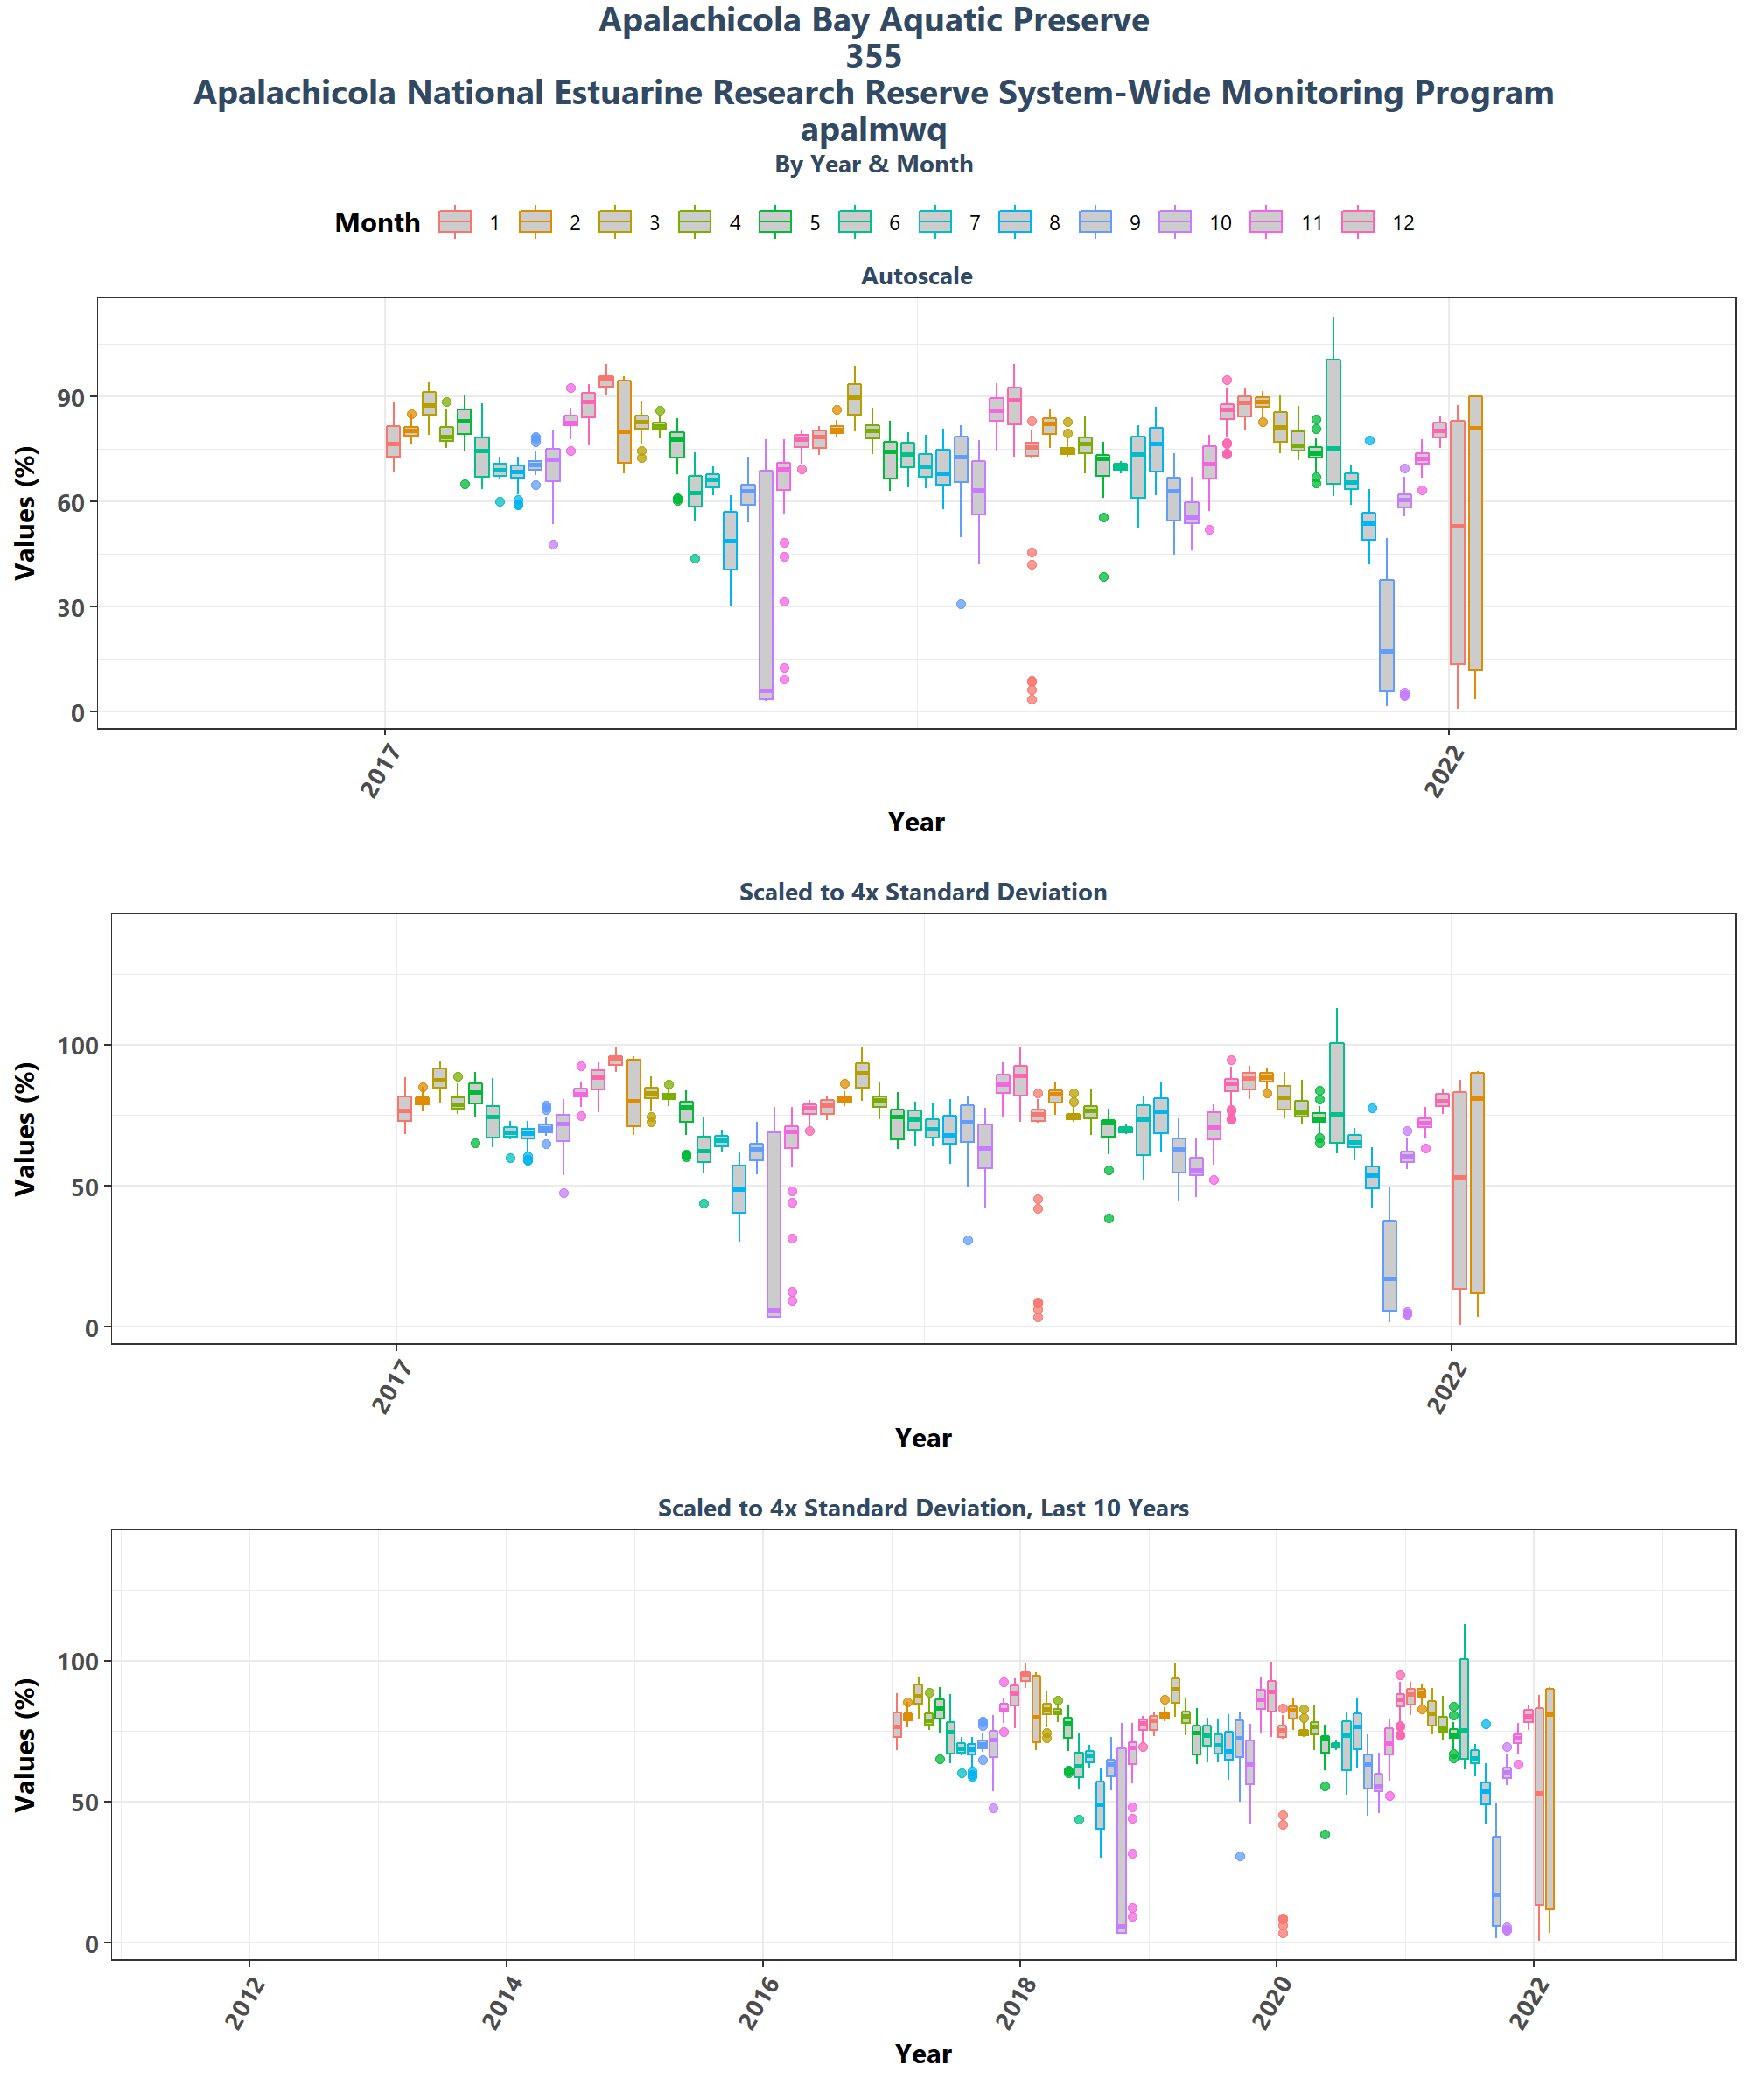 Apalachicola Bay Aquatic Preserve
355
Apalachicola National Estuarine Research Reserve System-Wide Monitoring Program
apalmwq
By Year & Month
Month 1 2 3 4 5 6 7 8 9 10 11 12
Autoscale
Values (%)
90
60
30
0
2017 2022
Year
Scaled to 4x Standard Deviation
Values (%)
100
50
0
2017 2022
Year
Scaled to 4x Standard Deviation, Last 10 Years
Values (%)
100
50
0
2012 2014 2016 2018 2020 2022
Year